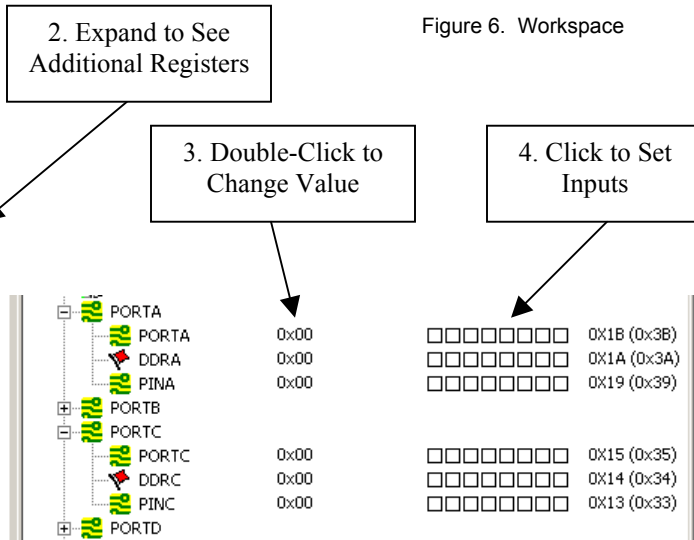 2. Expand to See
Additional Registers
Figure 6. Workspace
3. Double-Click to
Change Value
4. Click to Set
Inputs
PORTA
PORTA 0x00 0X1B (0x3B)
DDRA 0x00 0X1A (0x3A)
PINA 0x00 0X19 (0x39)
PORTB
PORTC
PORTC 0x00 0X15 (0x35)
DDRC 0x00 0X14 (0x34)
PINC 0x00 0X13 (0x33)
PORTD